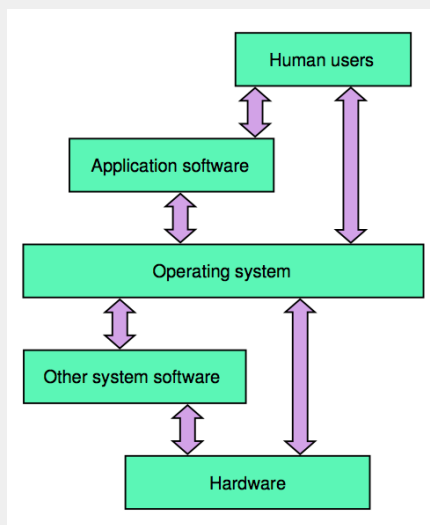 Human users
Application software
Operating system
Other system software
Hardware